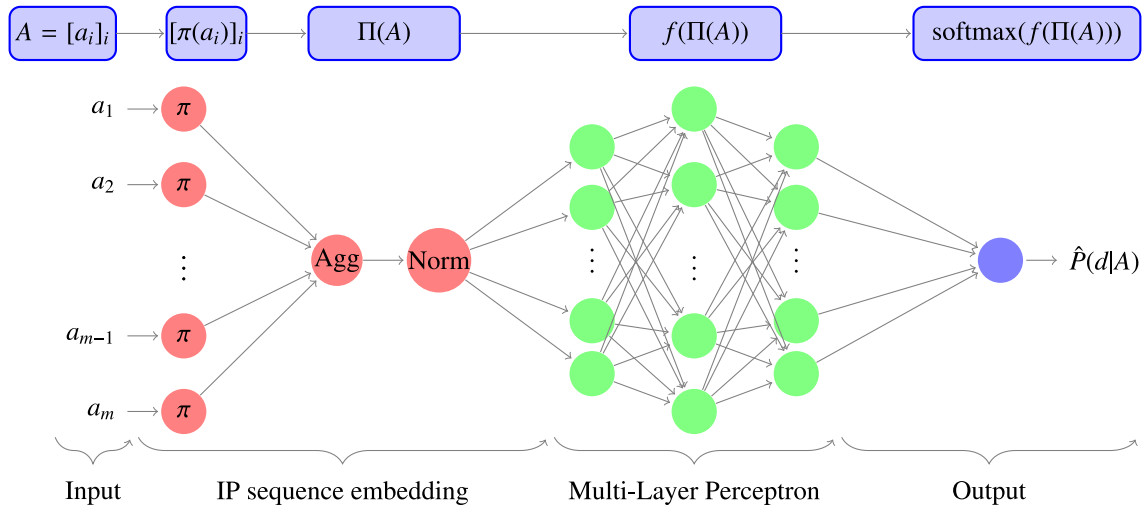 A = [a_i]_i
[π(a_i)]_i
Π(A)
f(Π(A))
softmax(f(Π(A)))
a_1
π
a_2
π
⋮
Agg
Norm
⋮
⋮
⋮
P̂(d|A)
a_{m−1}
π
a_m
π
Input
IP sequence embedding
Multi-Layer Perceptron
Output